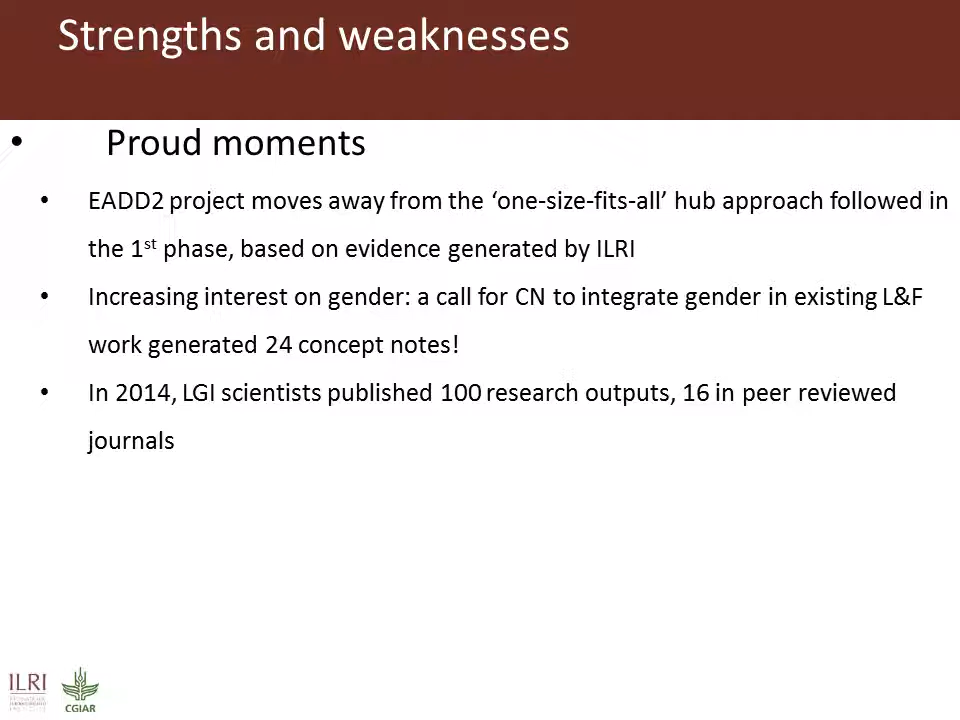 Strengths and weaknesses
• Proud moments
• EADD2 project moves away from the ‘one-size-fits-all’ hub approach followed in
the 1st phase, based on evidence generated by ILRI
• Increasing interest on gender: a call for CN to integrate gender in existing L&F
work generated 24 concept notes!
• In 2014, LGI scientists published 100 research outputs, 16 in peer reviewed
journals
ILRI
CGIAR